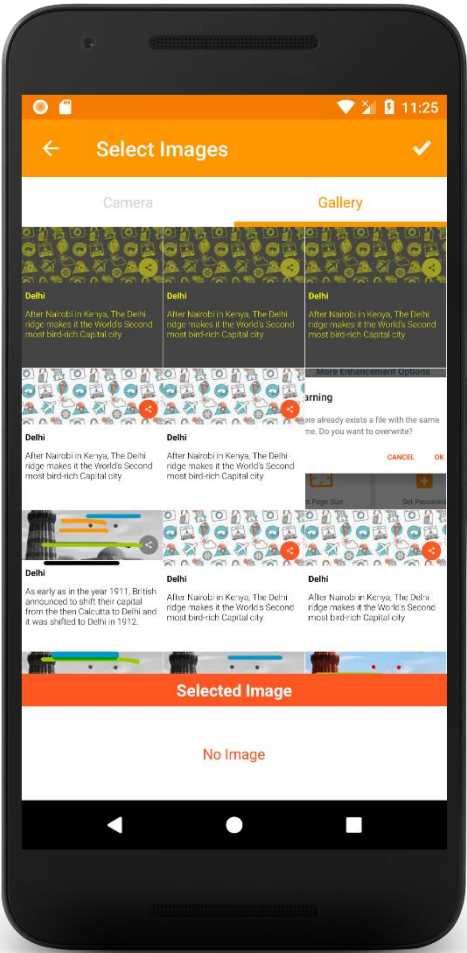 11:25
Select Images
Camera
Gallery
Delhi
After Nairobi in Kenya, The Delhi
ridge makes it the World's Second
most bird-rich Capital city
Delhi
After Nairobi in Kenya, The Delhi
ridge makes it the World's Second
most bird-rich Capital city
Delhi
After Nairobi in Kenya, The Delhi
ridge makes it the World's Second
most bird-rich Capital city
Delhi
After Nairobi in Kenya, The Delhi
ridge makes it the World's Second
most bird-rich Capital city
Delhi
After Nairobi in Kenya, The Delhi
ridge makes it the World's Second
most bird-rich Capital city
More Enhancement Options
arning
ere already exists a file with the same
me. Do you want to overwrite?
CANCEL OK
t Page Size
Set Password
Delhi
As early as in the year 1911, British
announced to shift their capital
from the then Calcutta to Delhi and
it was shifted to Delhi in 1912.
Delhi
After Nairobi in Kenya, The Delhi
ridge makes it the World's Second
most bird-rich Capital city
Delhi
After Nairobi in Kenya, The Delhi
ridge makes it the World's Second
most bird-rich Capital city
Selected Image
No Image